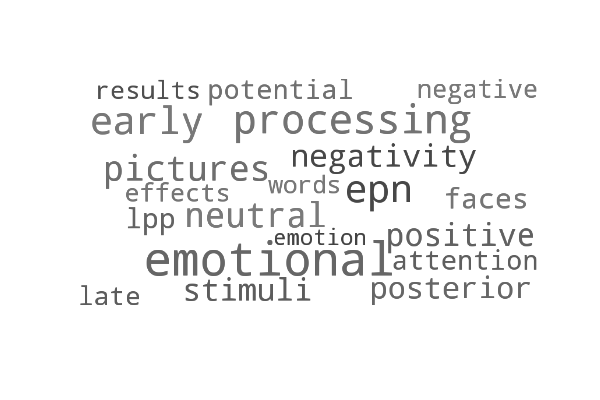 results potential negative
early processing
pictures negativity
effects words epn faces
lpp neutral
emotion positive
emotional attention
late stimuli posterior